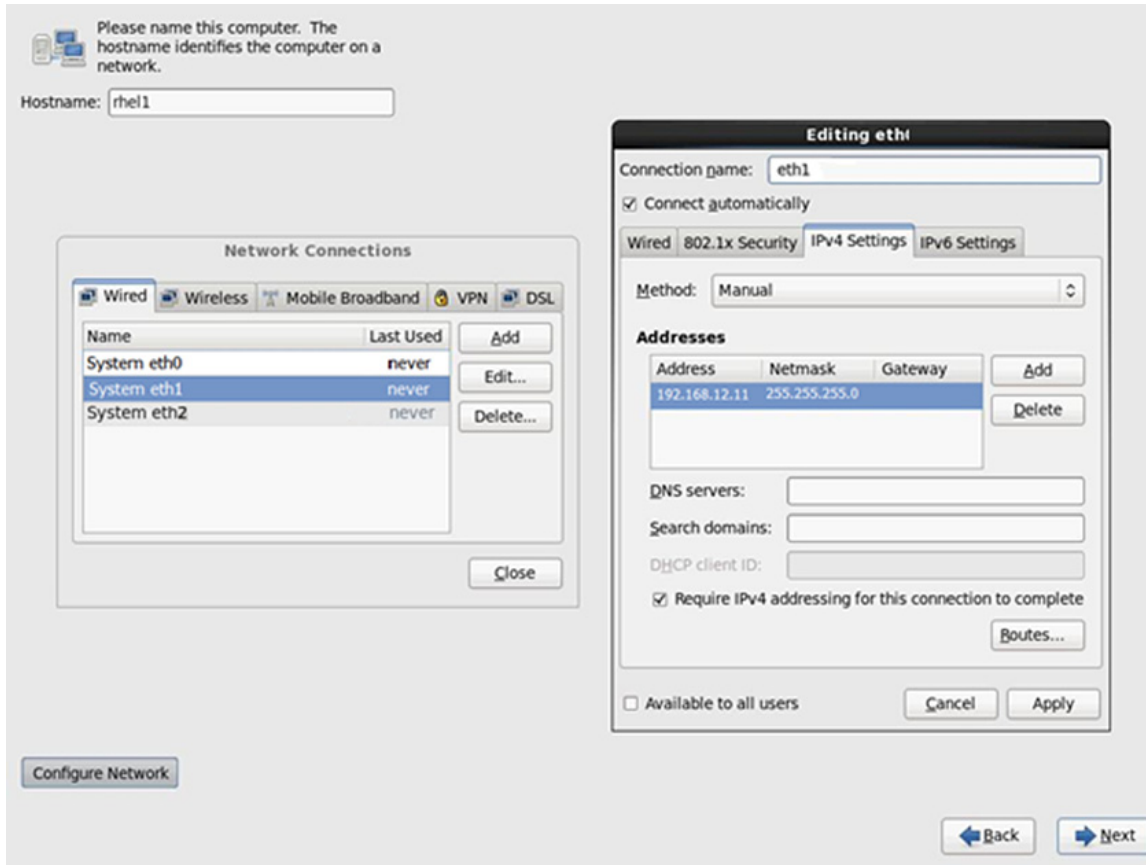 Please name this computer. The
hostname identifies the computer on a
network.
Hostname: rhel1
Network Connections
Wired Wireless Mobile Broadband VPN DSL
Name Last Used
System eth0 never
System eth1 never
System eth2 never
Add
Edit...
Delete...
Close
Editing eth
Connection name: eth1
Connect automatically
Wired 802.1x Security IPv4 Settings IPv6 Settings
Method: Manual
Addresses
Address Netmask Gateway
192.168.12.11 255.255.255.0
Add
Delete
DNS servers:
Search domains:
DHCP client ID:
Require IPv4 addressing for this connection to complete
Routes...
Available to all users
Cancel Apply
Configure Network
Back Next